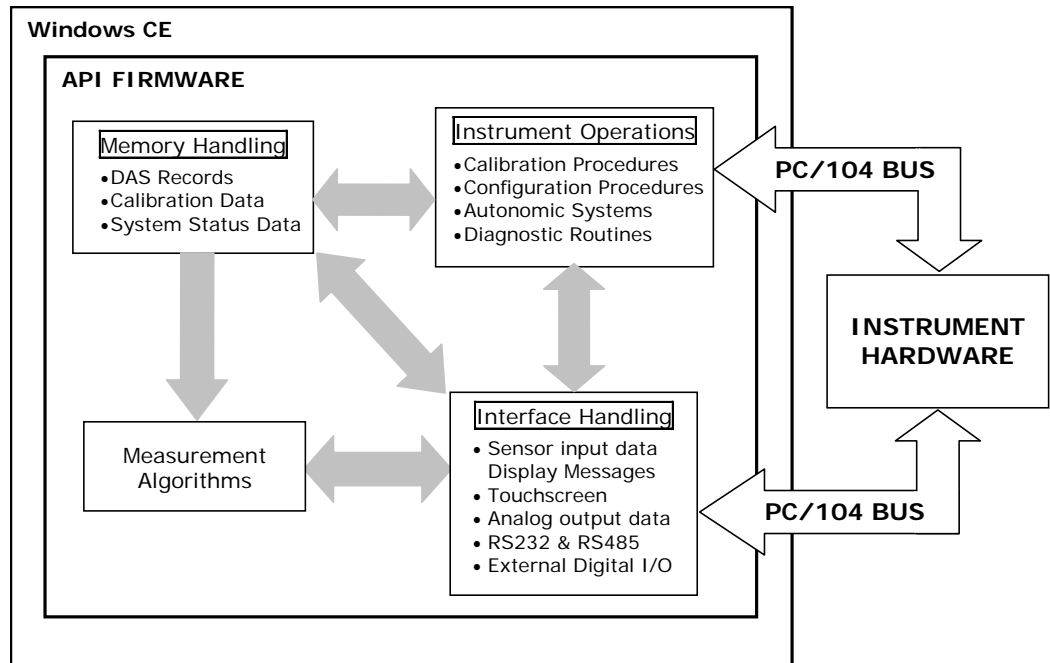 Windows CE
API FIRMWARE
Memory Handling
•DAS Records
•Calibration Data
•System Status Data
Instrument Operations
•Calibration Procedures
•Configuration Procedures
•Autonomic Systems
•Diagnostic Routines
PC/104 BUS
INSTRUMENT
HARDWARE
Measurement
Algorithms
Interface Handling
• Sensor input data
Display Messages
• Touchscreen
• Analog output data
• RS232 & RS485
• External Digital I/O
PC/104 BUS